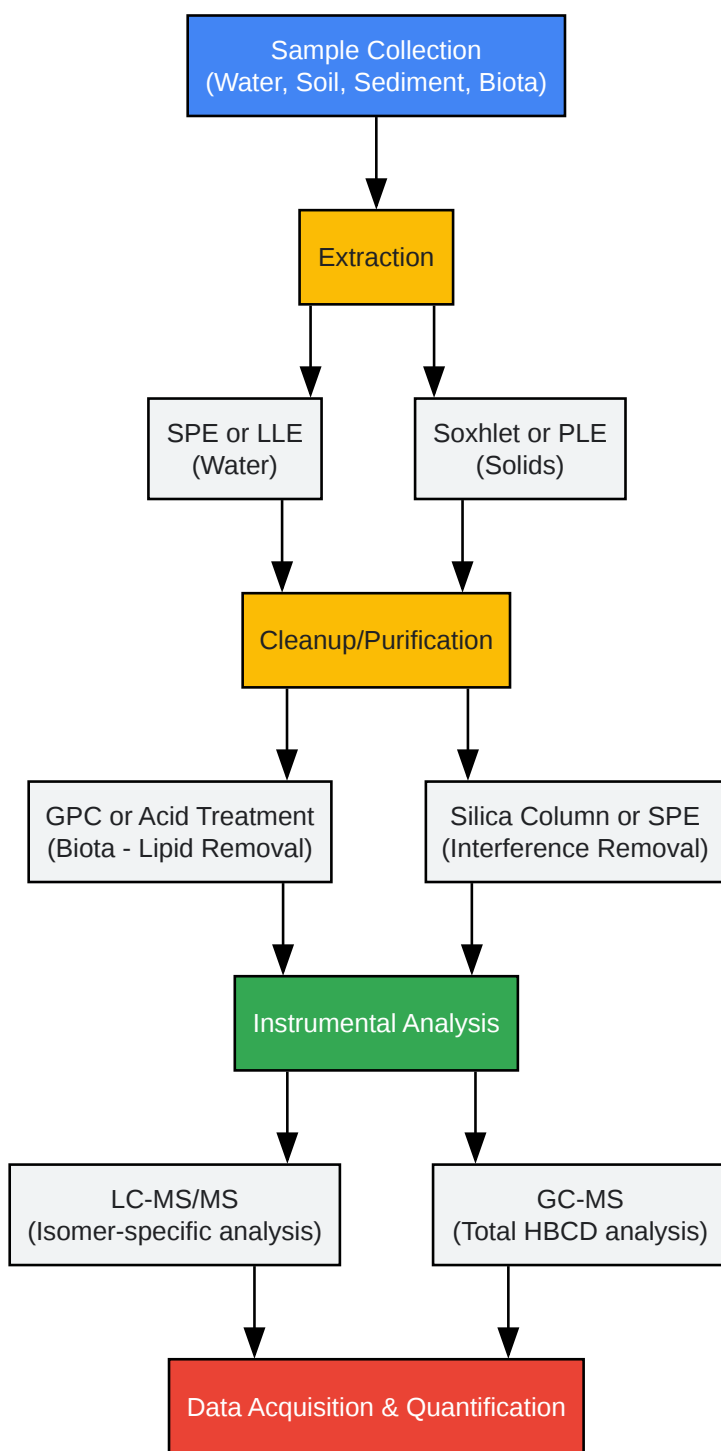 Sample Collection
(Water, Soil, Sediment, Biota)
Extraction
SPE or LLE
(Water)
Soxhlet or PLE
(Solids)
Cleanup/Purification
GPC or Acid Treatment
(Biota - Lipid Removal)
Silica Column or SPE
(Interference Removal)
Instrumental Analysis
LC-MS/MS
(Isomer-specific analysis)
GC-MS
(Total HBCD analysis)
Data Acquisition & Quantification